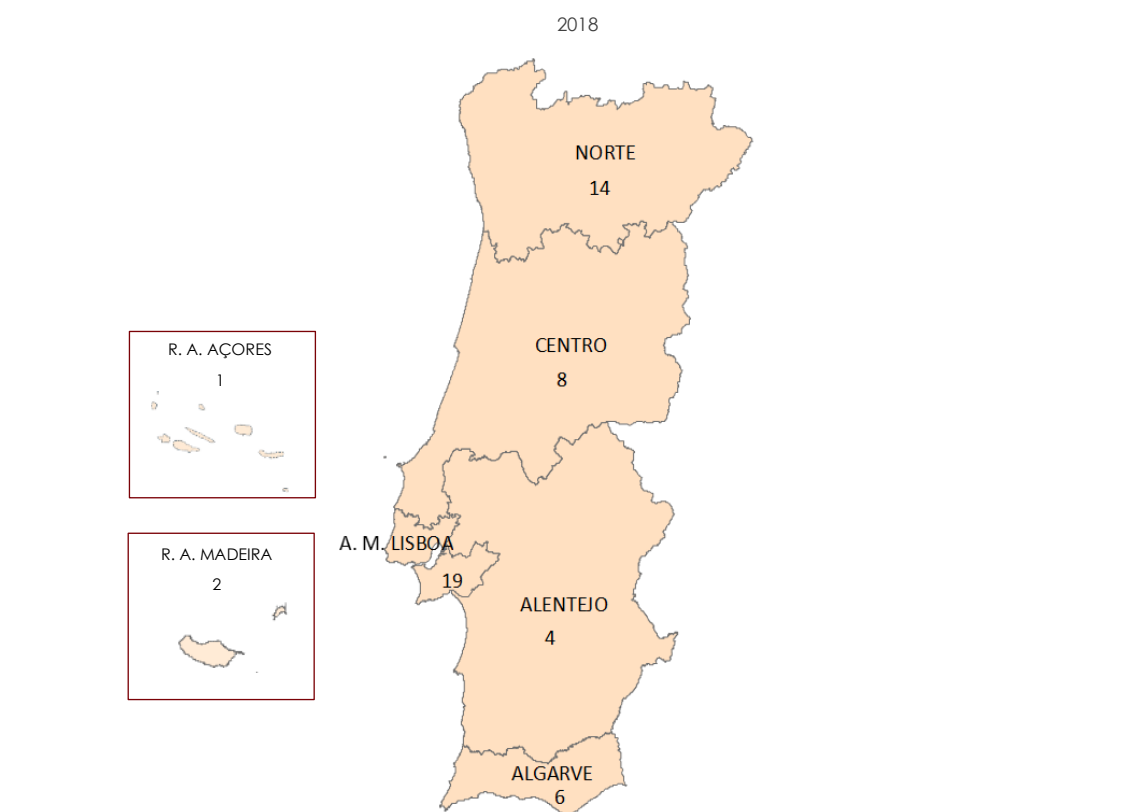 2018
NORTE
14
CENTRO
8
R. A. AÇORES
1
A. M. LISBOA
19
R. A. MADEIRA
2
ALENTEJO
4
ALGARVE
6